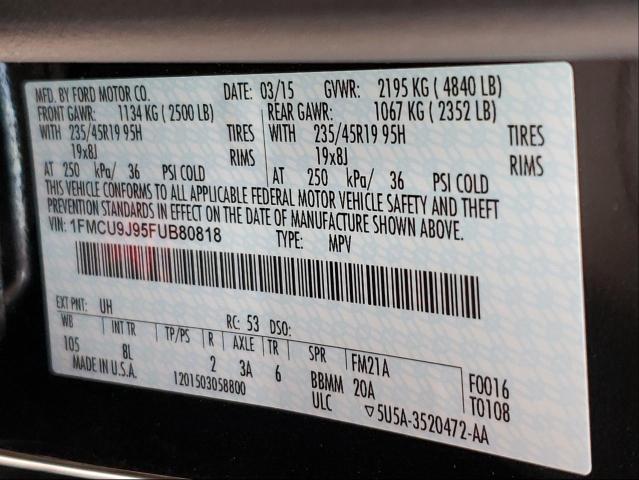 MFD. BY FORD MOTOR CO. DATE: 03/15 GVWR: 2195 KG ( 4840 LB)
FRONT GAWR: 1134 KG ( 2500 LB) REAR GAWR: 1067 KG ( 2352 LB)
WITH 235/45R19 95H TIRES WITH 235/45R19 95H TIRES
19x8J RIMS 19x8J RIMS
AT 250 kPa/ 36 PSI COLD AT 250 kPa/ 36 PSI COLD
THIS VEHICLE CONFORMS TO ALL APPLICABLE FEDERAL MOTOR VEHICLE SAFETY AND THEFT
PREVENTION STANDARDS IN EFFECT ON THE DATE OF MANUFACTURE SHOWN ABOVE.
VIN: 1FMCU9J95FUB80818 TYPE: MPV
EXT PNT: UH RC: 53 DSO:
WB INT TR TP/PS R AXLE TR SPR FM21A F0016
105 8L 2 3A 6 BBMM 20A T0108
MADE IN U.S.A. 1201503058800 ULC ▽5U5A-3520472-AA